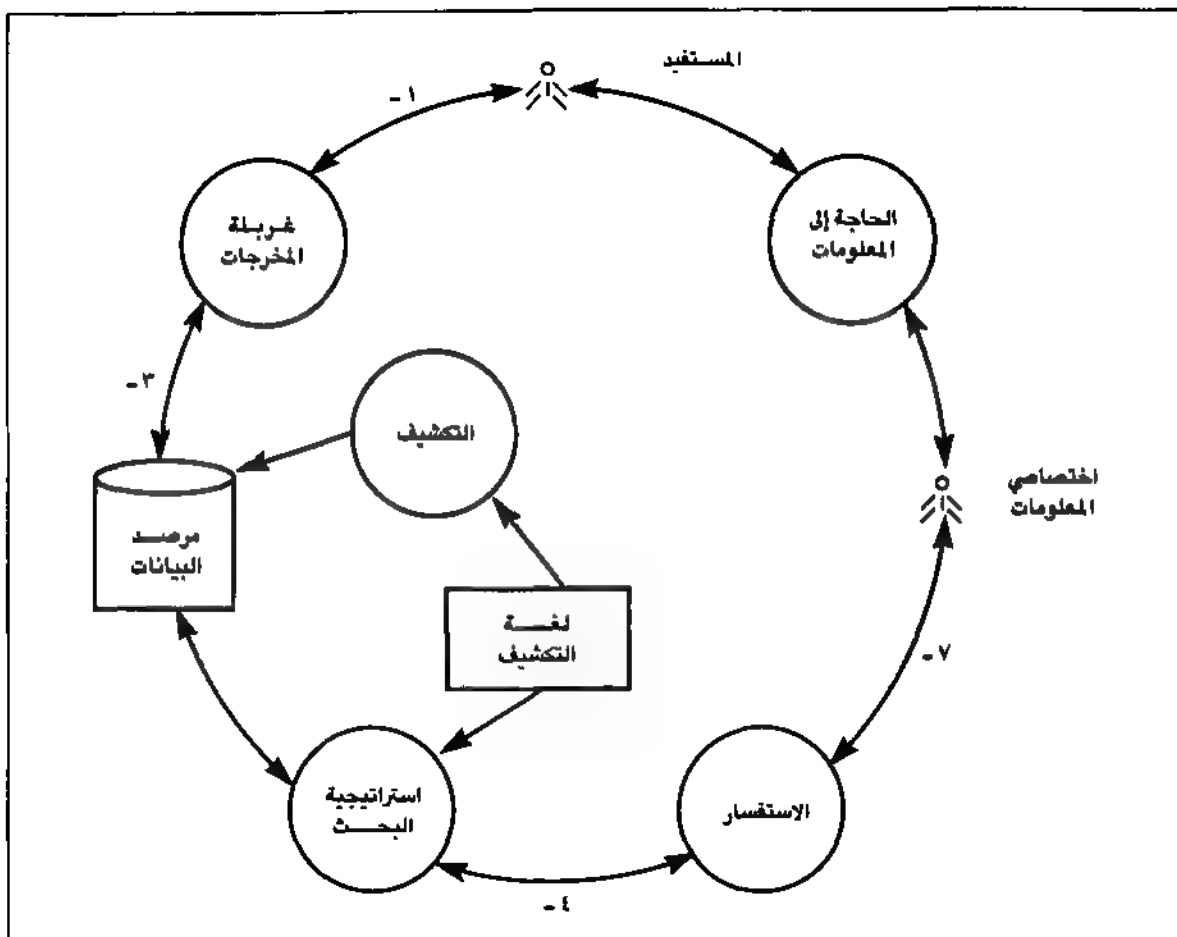 المستفيد
١ -
غربلة
المخرجات
الحاجة إلى
المعلومات
٣ -
التكشيف
اختصاصي
المعلومات
مرصد
البيانات
لغة
التكشيف
٧ -
استراتيجية
البحث
الاستفسار
٤ -